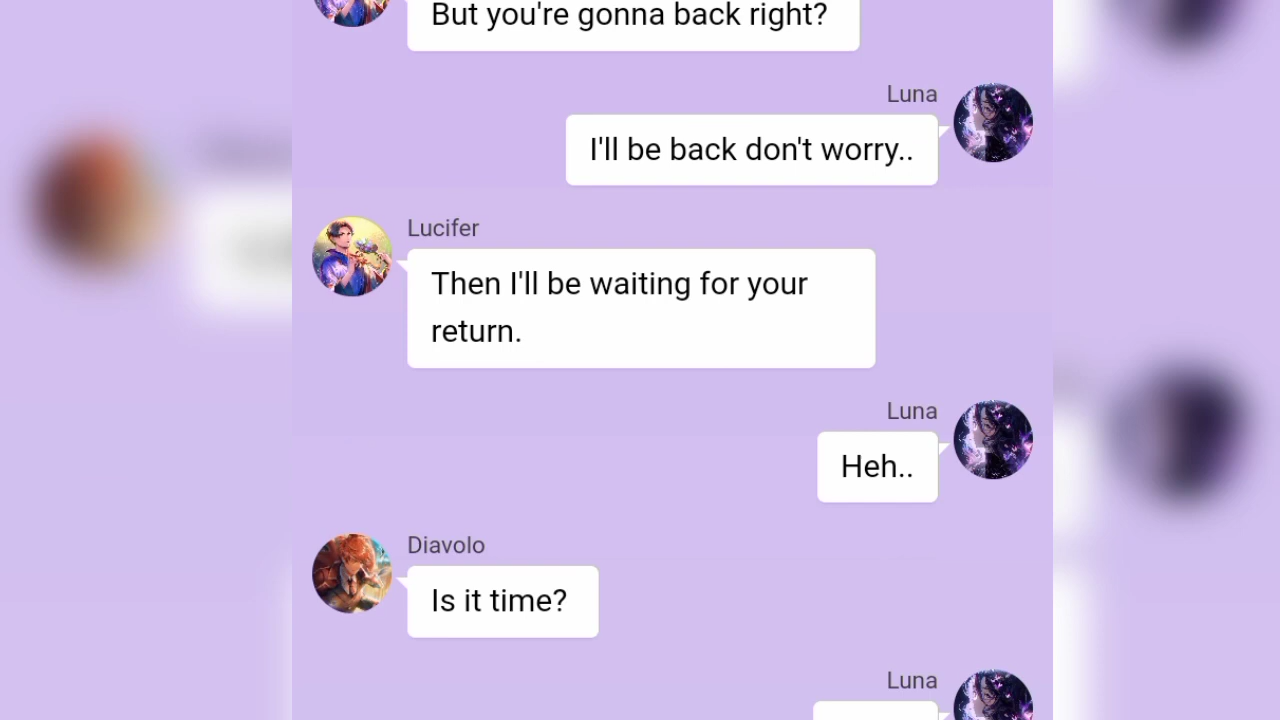 But you're gonna back right?
Luna
I'll be back don't worry..
Lucifer
Then I'll be waiting for your
return.
Luna
Heh..
Diavolo
Is it time?
Luna